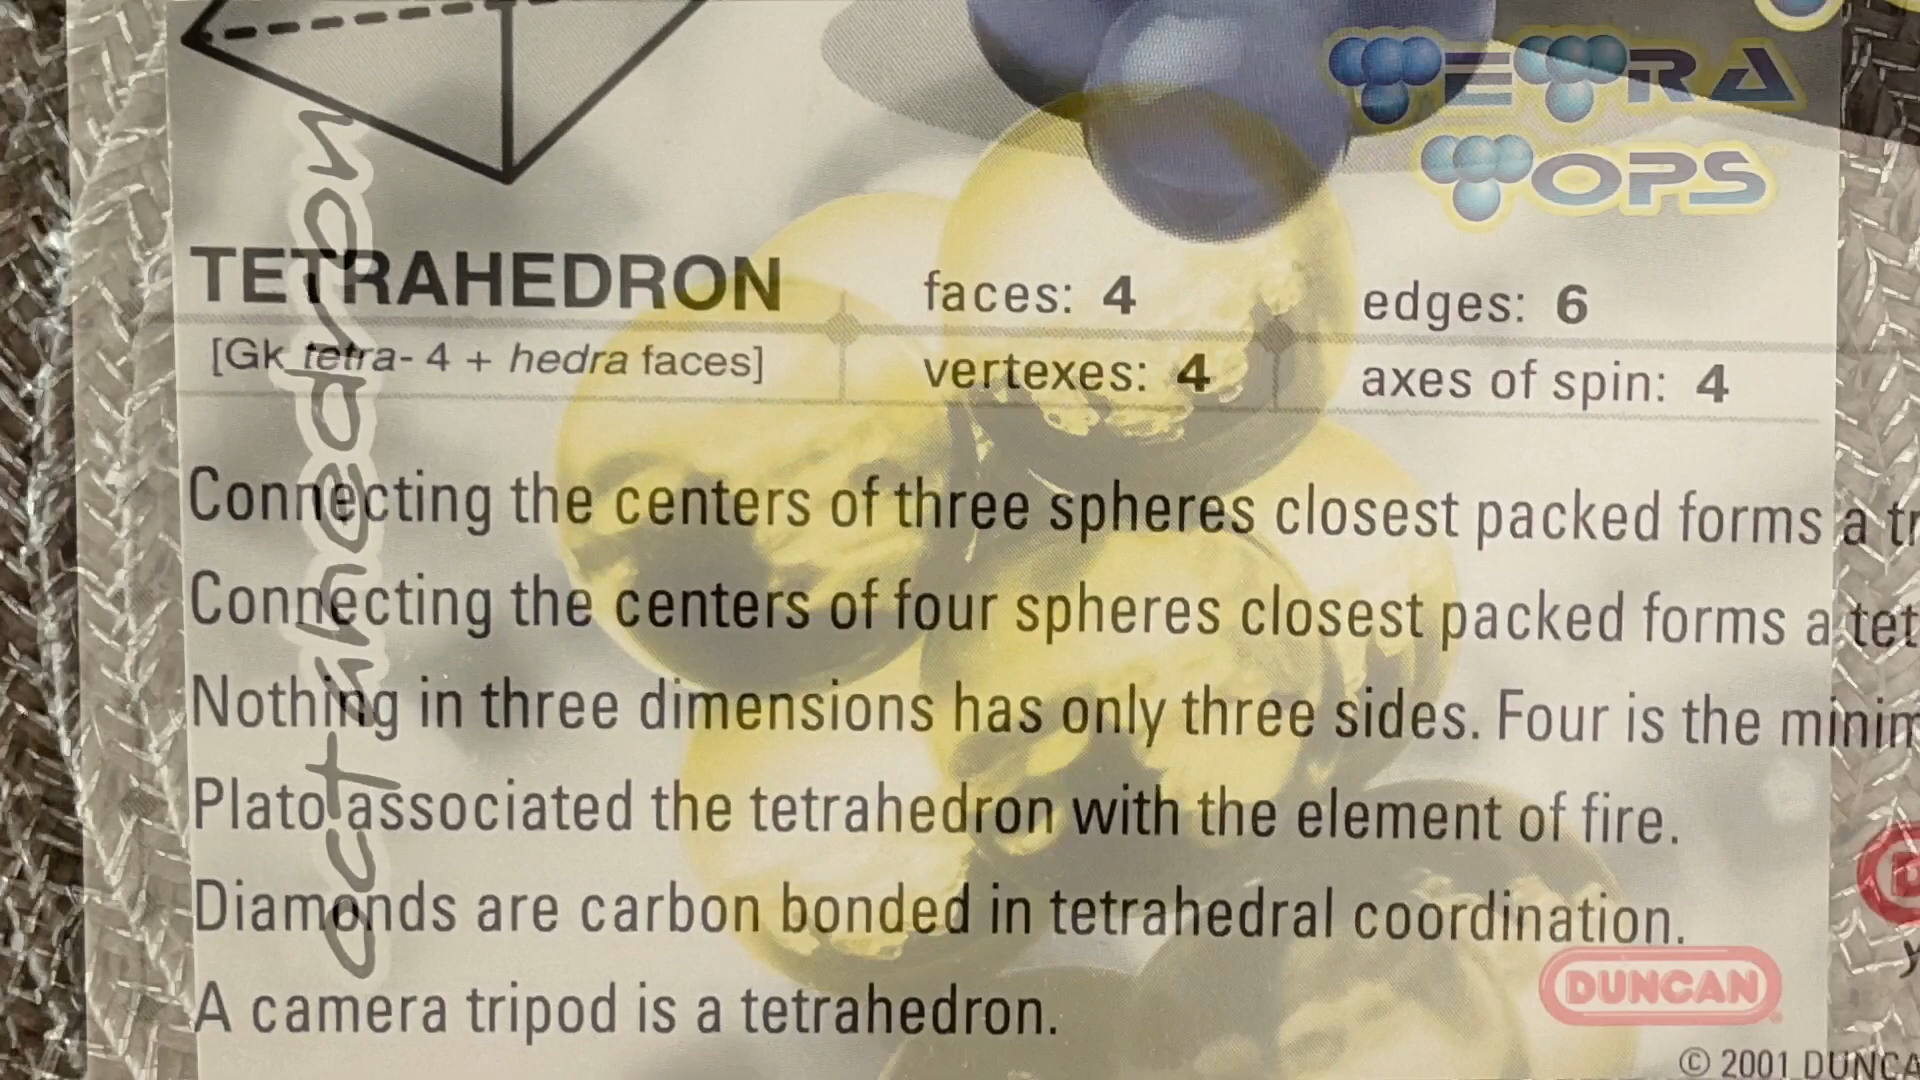 TETRA
TOPS
TETRAHEDRON
faces: 4
edges: 6
[Gk tetra- 4 + hedra faces]
vertexes: 4
axes of spin: 4
octahedron
Connecting the centers of three spheres closest packed forms a
Connecting the centers of four spheres closest packed forms a
Nothing in three dimensions has only three sides. Four is the
Plato associated the tetrahedron with the element of fire.
Diamonds are carbon bonded in tetrahedral coordination.
A camera tripod is a tetrahedron.
DUNCAN
© 2001